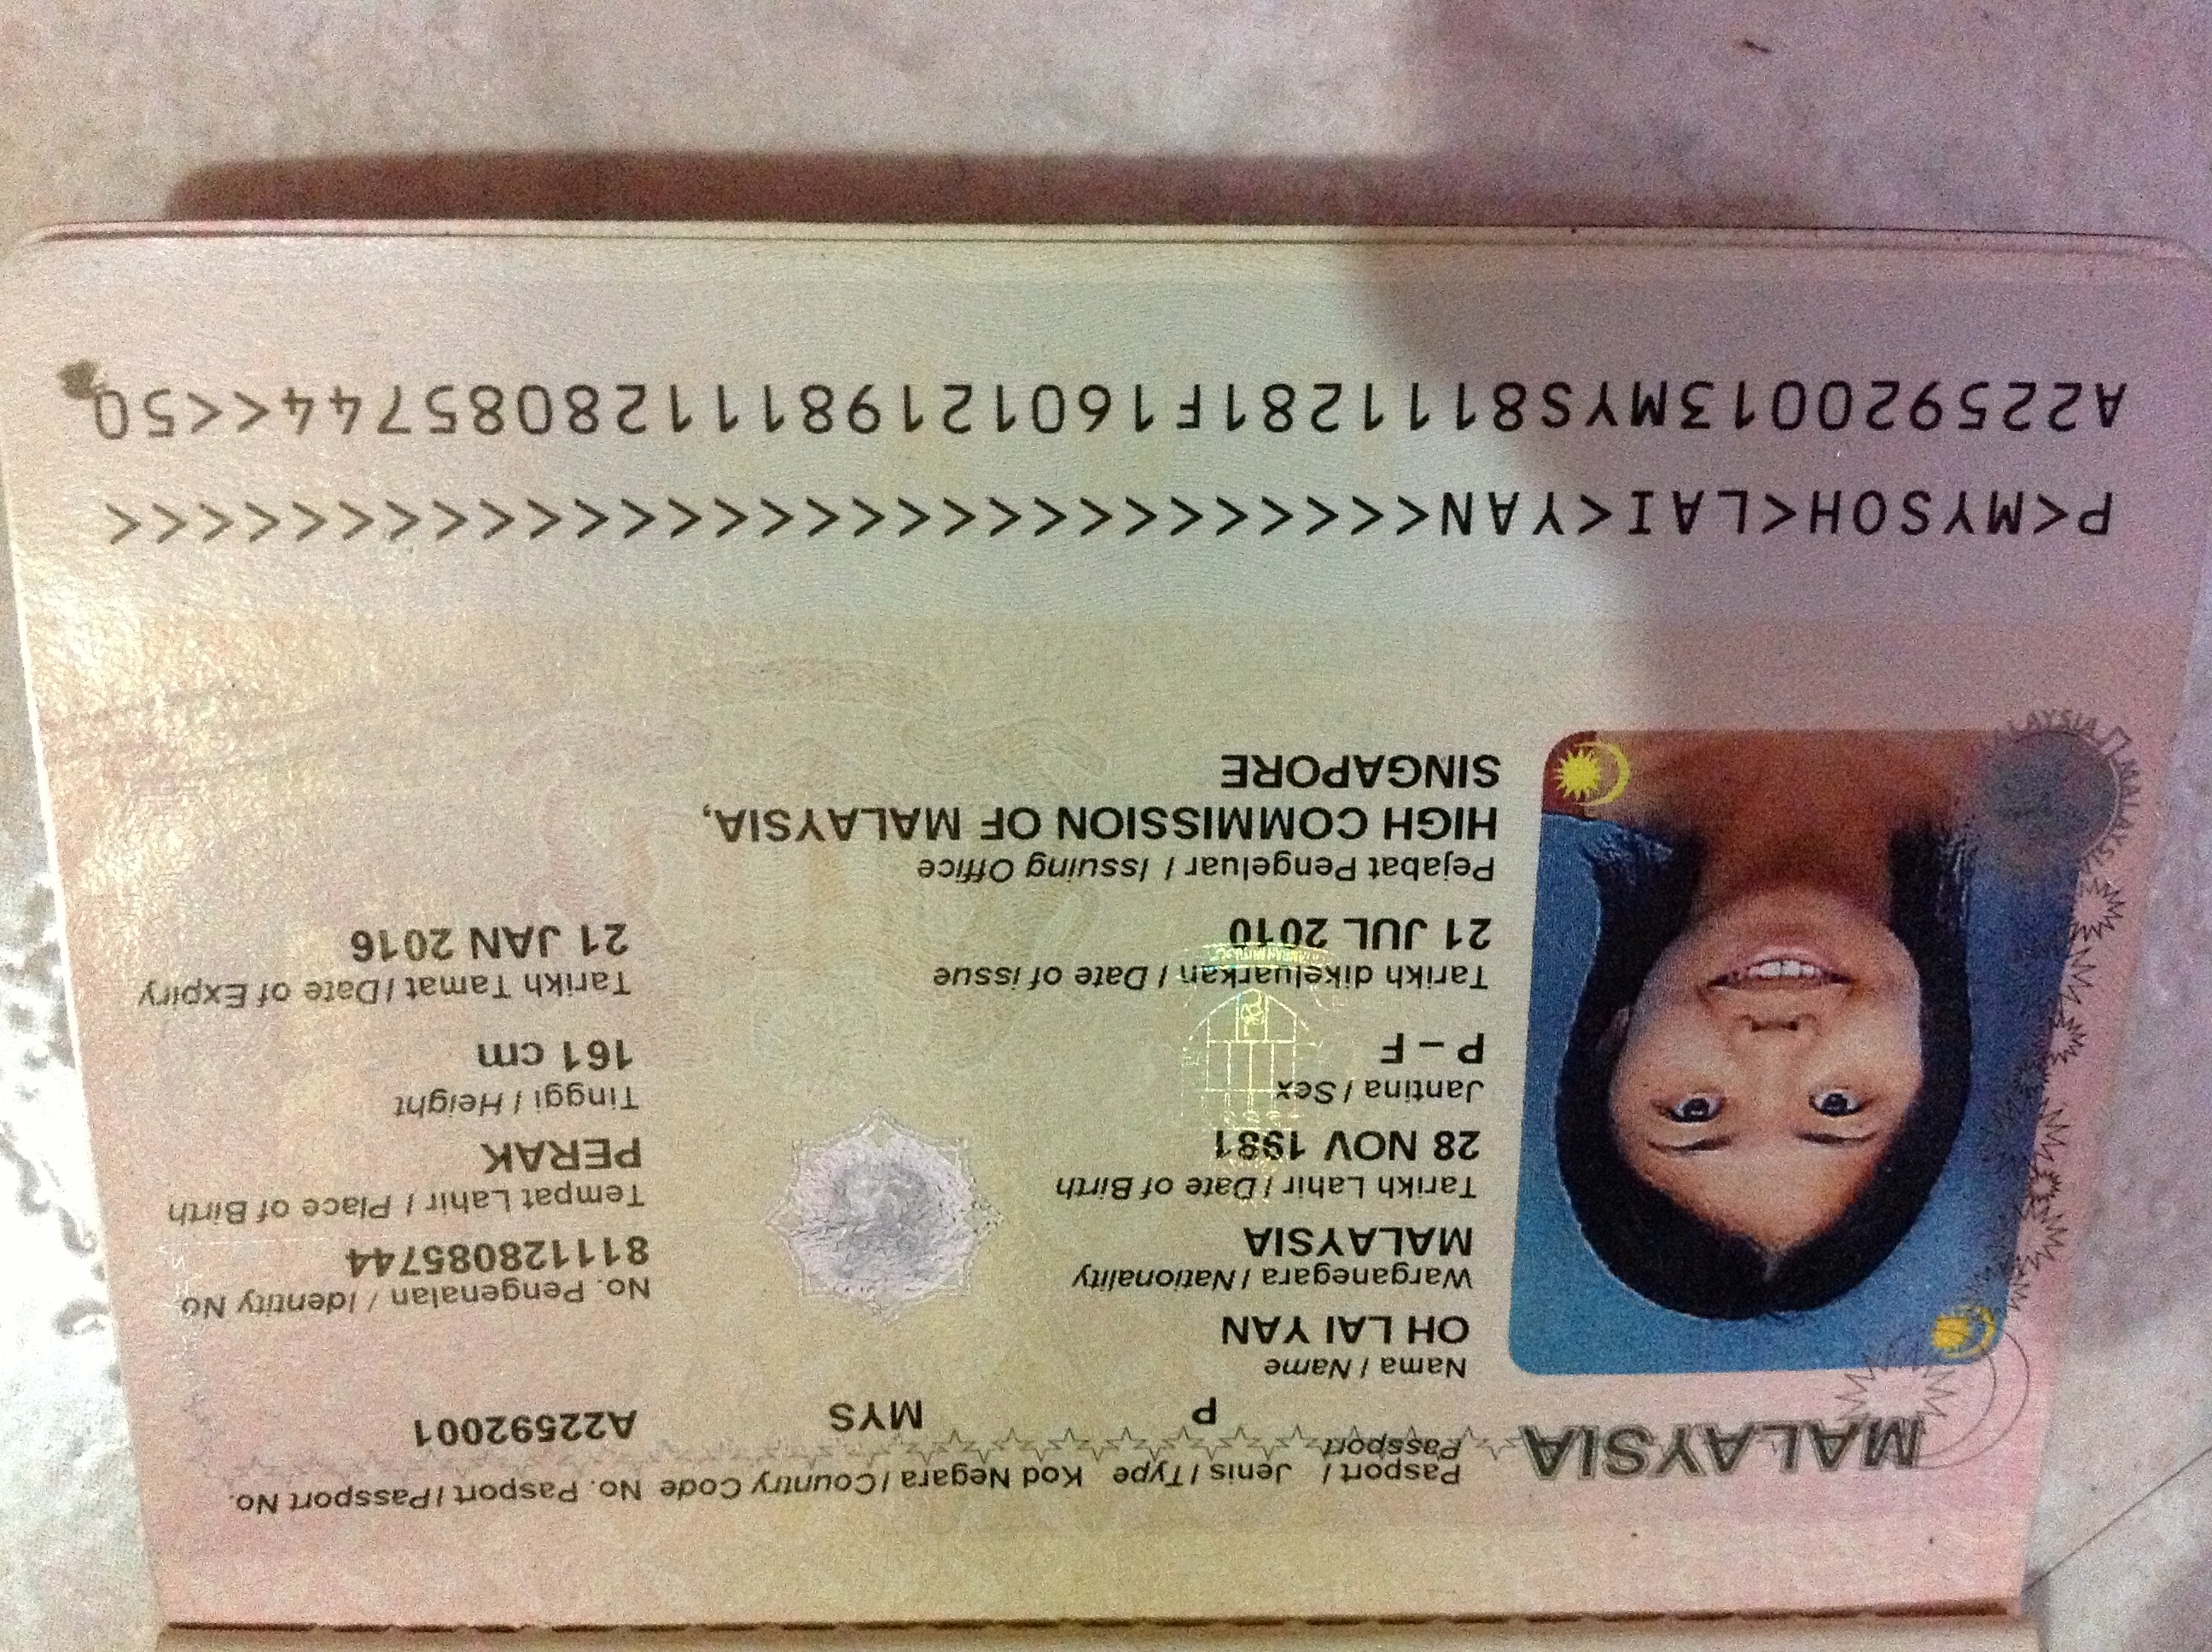 MALAYSIA
Pasport / Jenis / Type Kod Negara / Country Code No. Pasport / Passport No.
Passport
P MYS A22592001
Nama / Name
OH LAI YAN
Warganegara / Nationality No. Pengenalan / Identity No
MALAYSIA 811128085744
Tarikh Lahir / Date of Birth Tempat Lahir / Place of Birth
28 NOV 1981 PERAK
Jantina / Sex Tinggi / Height
P – F 161 cm
Tarikh dikeluarkan / Date of issue Tarikh Tamat / Date of Expiry
21 JUL 2010 21 JAN 2016
Pejabat Pengeluar / Issuing Office
HIGH COMMISSION OF MALAYSIA,
SINGAPORE
P<MYSOH<LAI<YAN<<<<<<<<<<<<<<<<<<<<<<<<<<<<<
A225920013MYS8111281F1601219811128085744<<50